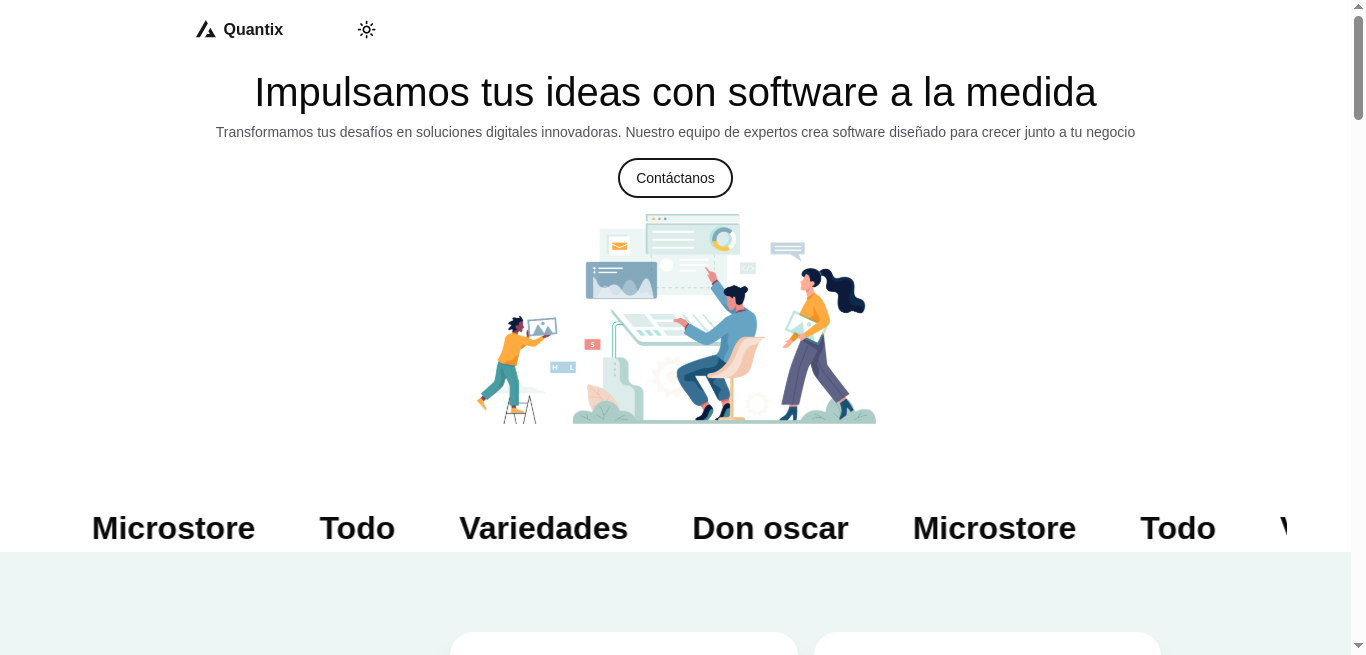 Quantix
Impulsamos tus ideas con software a la medida
Transformamos tus desafíos en soluciones digitales innovadoras. Nuestro equipo de expertos crea software diseñado para crecer junto a tu negocio
Contáctanos
S
H L
Microstore Todo Variedades Don oscar Microstore Todo